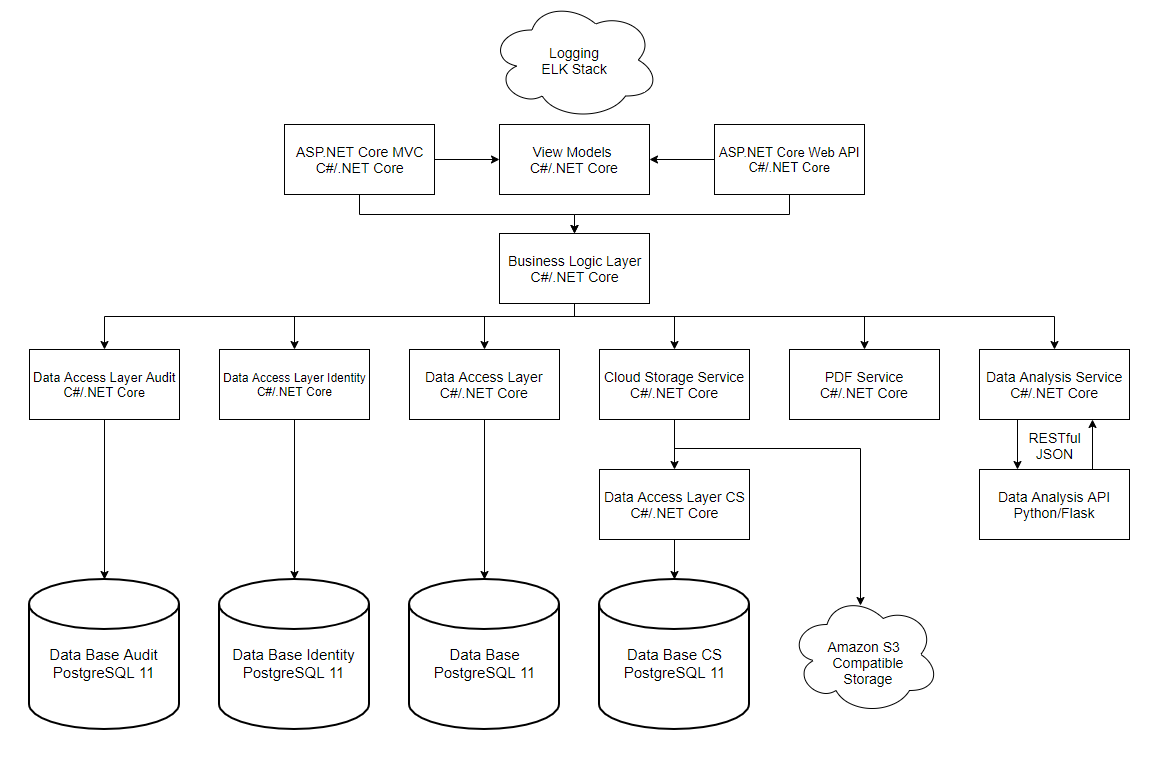 Logging
ELK Stack
ASP.NET Core MVC
C#/.NET Core
View Models
C#/.NET Core
ASP.NET Core Web API
C#/.NET Core
Business Logic Layer
C#/.NET Core
Data Access Layer Audit
C#/.NET Core
Data Access Layer Identity
C#/.NET Core
Data Access Layer
C#/.NET Core
Cloud Storage Service
C#/.NET Core
PDF Service
C#/.NET Core
Data Analysis Service
C#/.NET Core
RESTful
JSON
Data Access Layer CS
C#/.NET Core
Data Analysis API
Python/Flask
Data Base Audit
PostgreSQL 11
Data Base Identity
PostgreSQL 11
Data Base
PostgreSQL 11
Data Base CS
PostgreSQL 11
Amazon S3
Compatible
Storage